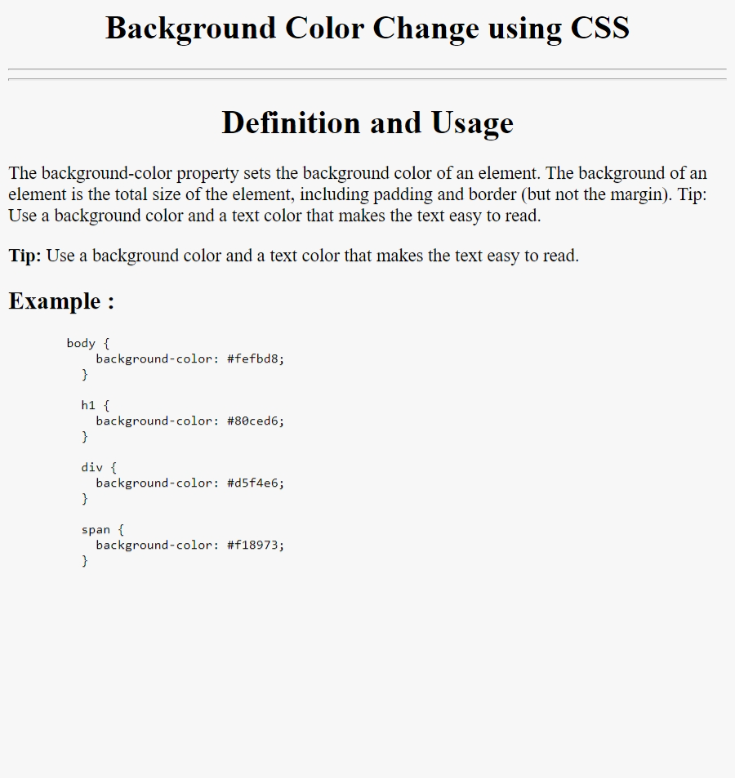 Background Color Change using CSS
Definition and Usage
The background-color property sets the background color of an element. The background of an
element is the total size of the element, including padding and border (but not the margin). Tip:
Use a background color and a text color that makes the text easy to read.
Tip: Use a background color and a text color that makes the text easy to read.
Example :
body {
background-color: #fefbd8;
}
h1 {
background-color: #80ced6;
}
div {
background-color: #d5f4e6;
}
span {
background-color: #f18973;
}